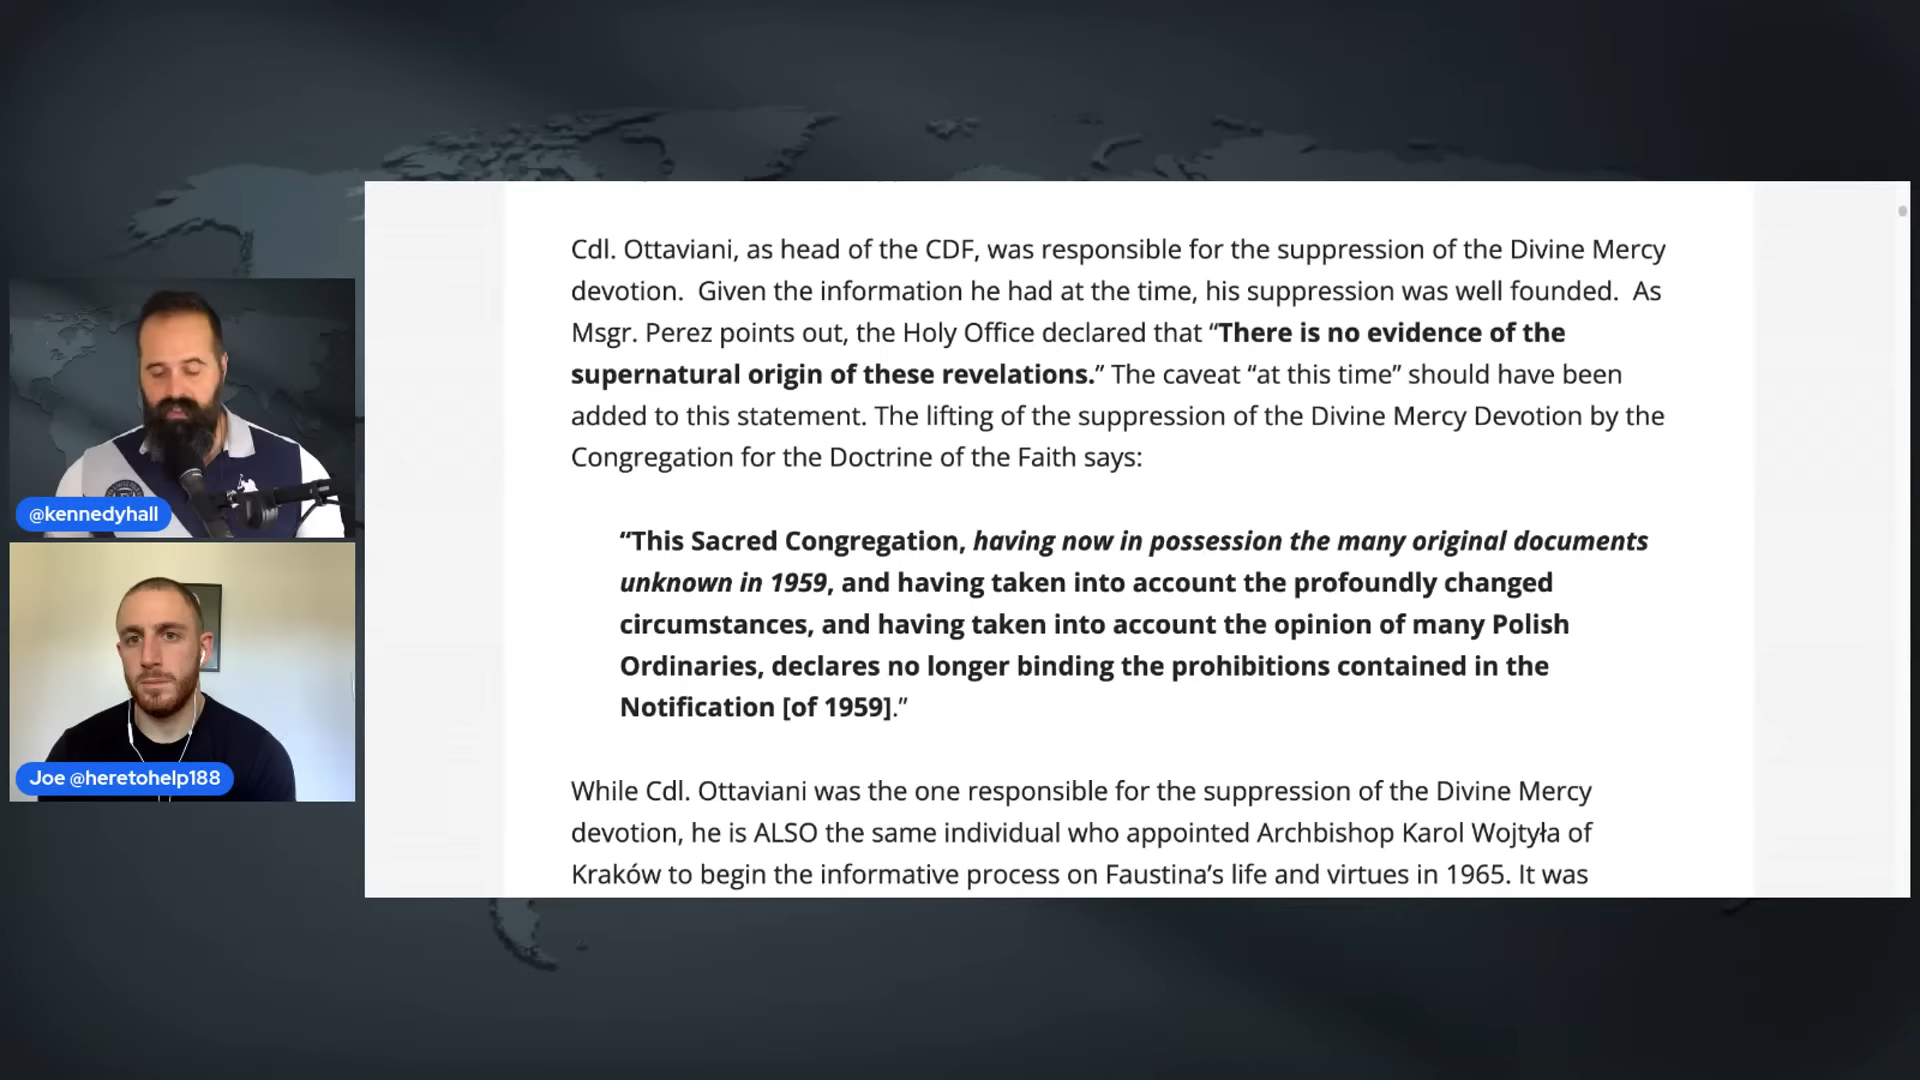 Cdl. Ottaviani, as head of the CDF, was responsible for the suppression of the Divine Mercy
devotion.  Given the information he had at the time, his suppression was well founded.  As
Msgr. Perez points out, the Holy Office declared that “There is no evidence of the
supernatural origin of these revelations.” The caveat “at this time” should have been
added to this statement. The lifting of the suppression of the Divine Mercy Devotion by the
Congregation for the Doctrine of the Faith says:
“This Sacred Congregation, having now in possession the many original documents
unknown in 1959, and having taken into account the profoundly changed
circumstances, and having taken into account the opinion of many Polish
Ordinaries, declares no longer binding the prohibitions contained in the
Notification [of 1959].”
While Cdl. Ottaviani was the one responsible for the suppression of the Divine Mercy
devotion, he is ALSO the same individual who appointed Archbishop Karol Wojtyła of
Kraków to begin the informative process on Faustina’s life and virtues in 1965. It was
@kennedyhall
Joe @heretohelp188